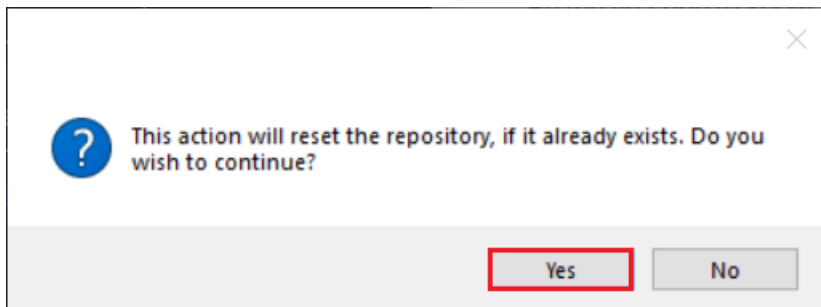 This action will reset the repository, if it already exists. Do you
wish to continue?
Yes
No